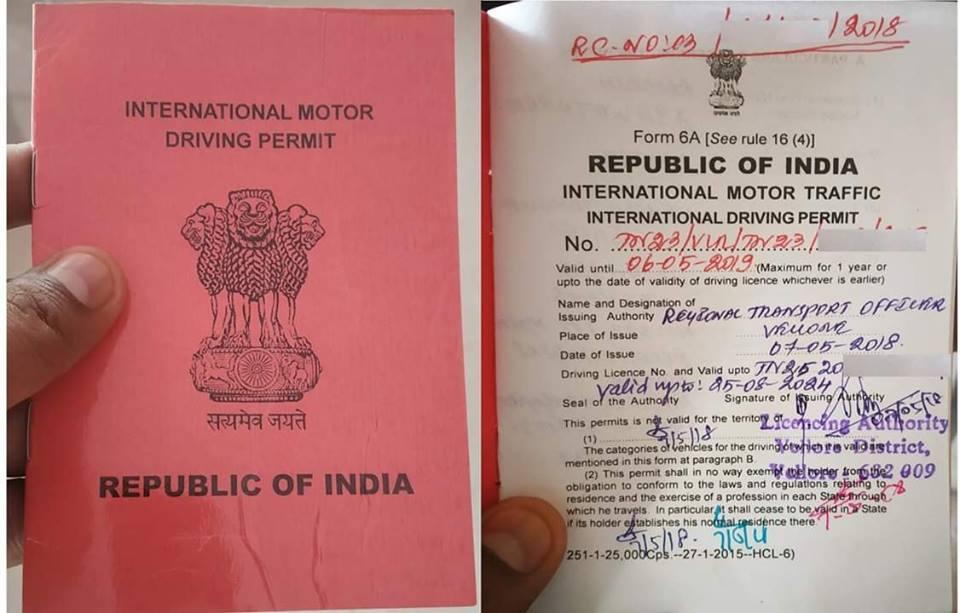 INTERNATIONAL MOTOR
DRIVING PERMIT
सत्यमेव जयते
REPUBLIC OF INDIA
RC-NO:03 / /2018
सत्यमेव जयते
Form 6A [See rule 16 (4)]
REPUBLIC OF INDIA
INTERNATIONAL MOTOR TRAFFIC
INTERNATIONAL DRIVING PERMIT
No. TN23/VLR/TN23/
Valid until 06-05-2019 (Maximum for 1 year or
upto the date of validity of driving licence whichever is earlier)
Name and Designation of
Issuing Authority REGIONAL TRANSPORT OFFICER
Place of Issue VELLORE
Date of Issue 07-05-2018.
Driving Licence No. and Valid upto TN25 20
Valid upto: 25-08-2024
Seal of the Authority Signature of Issuing Authority
This permits is not valid for the territory of
Licencing Authority
(1) 7/5/18
Vellore District,
The categories of vehicles for the driving of which it is valid are
mentioned in this form at paragraph B.
Vellore - 632 009
(2) This permit shall in no way exempt the holder from the
obligation to conform to the laws and regulations relating to
residence and the exercise of a profession in each State through
which he travels. In particular it shall cease to be valid in a State
if its holder establishes his normal residence there.
7/5/18.
251-1-25,000Cps.--27-1-2015--HCL-6)